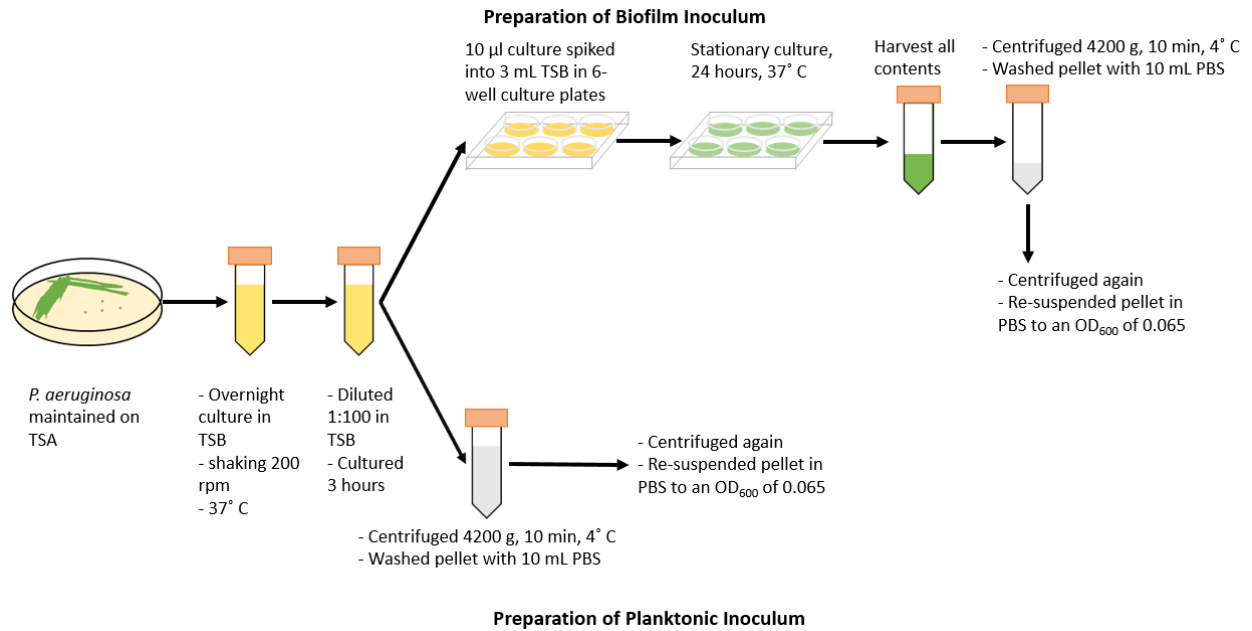 Preparation of Biofilm Inoculum
10 µl culture spiked
into 3 mL TSB in 6-
well culture plates
Stationary culture,
24 hours, 37˚ C
Harvest all
contents
- Centrifuged 4200 g, 10 min, 4˚ C
- Washed pellet with 10 mL PBS
- Centrifuged again
- Re-suspended pellet in
PBS to an OD₆₀₀ of 0.065
P. aeruginosa
maintained on
TSA
- Overnight
culture in
TSB
- shaking 200
rpm
- 37˚ C
- Diluted
1:100 in
TSB
- Cultured
3 hours
- Centrifuged again
- Re-suspended pellet in
PBS to an OD₆₀₀ of 0.065
- Centrifuged 4200 g, 10 min, 4˚ C
- Washed pellet with 10 mL PBS
Preparation of Planktonic Inoculum